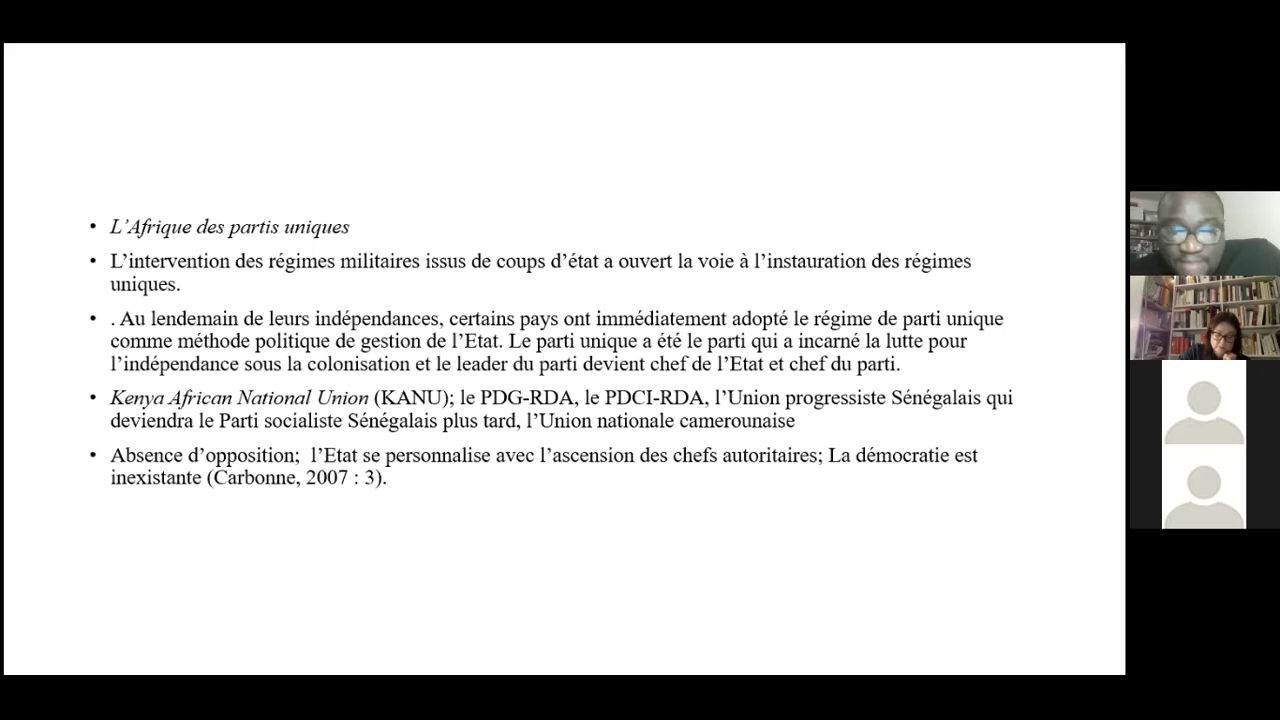 • L’Afrique des partis uniques
• L’intervention des régimes militaires issus de coups d’état a ouvert la voie à l’instauration des régimes
uniques.
• . Au lendemain de leurs indépendances, certains pays ont immédiatement adopté le régime de parti unique
comme méthode politique de gestion de l’Etat. Le parti unique a été le parti qui a incarné la lutte pour
l’indépendance sous la colonisation et le leader du parti devient chef de l’Etat et chef du parti.
• Kenya African National Union (KANU); le PDG-RDA, le PDCI-RDA, l’Union progressiste Sénégalais qui
deviendra le Parti socialiste Sénégalais plus tard, l’Union nationale camerounaise
• Absence d’opposition;  l’Etat se personnalise avec l’ascension des chefs autoritaires; La démocratie est
inexistante (Carbonne, 2007 : 3).